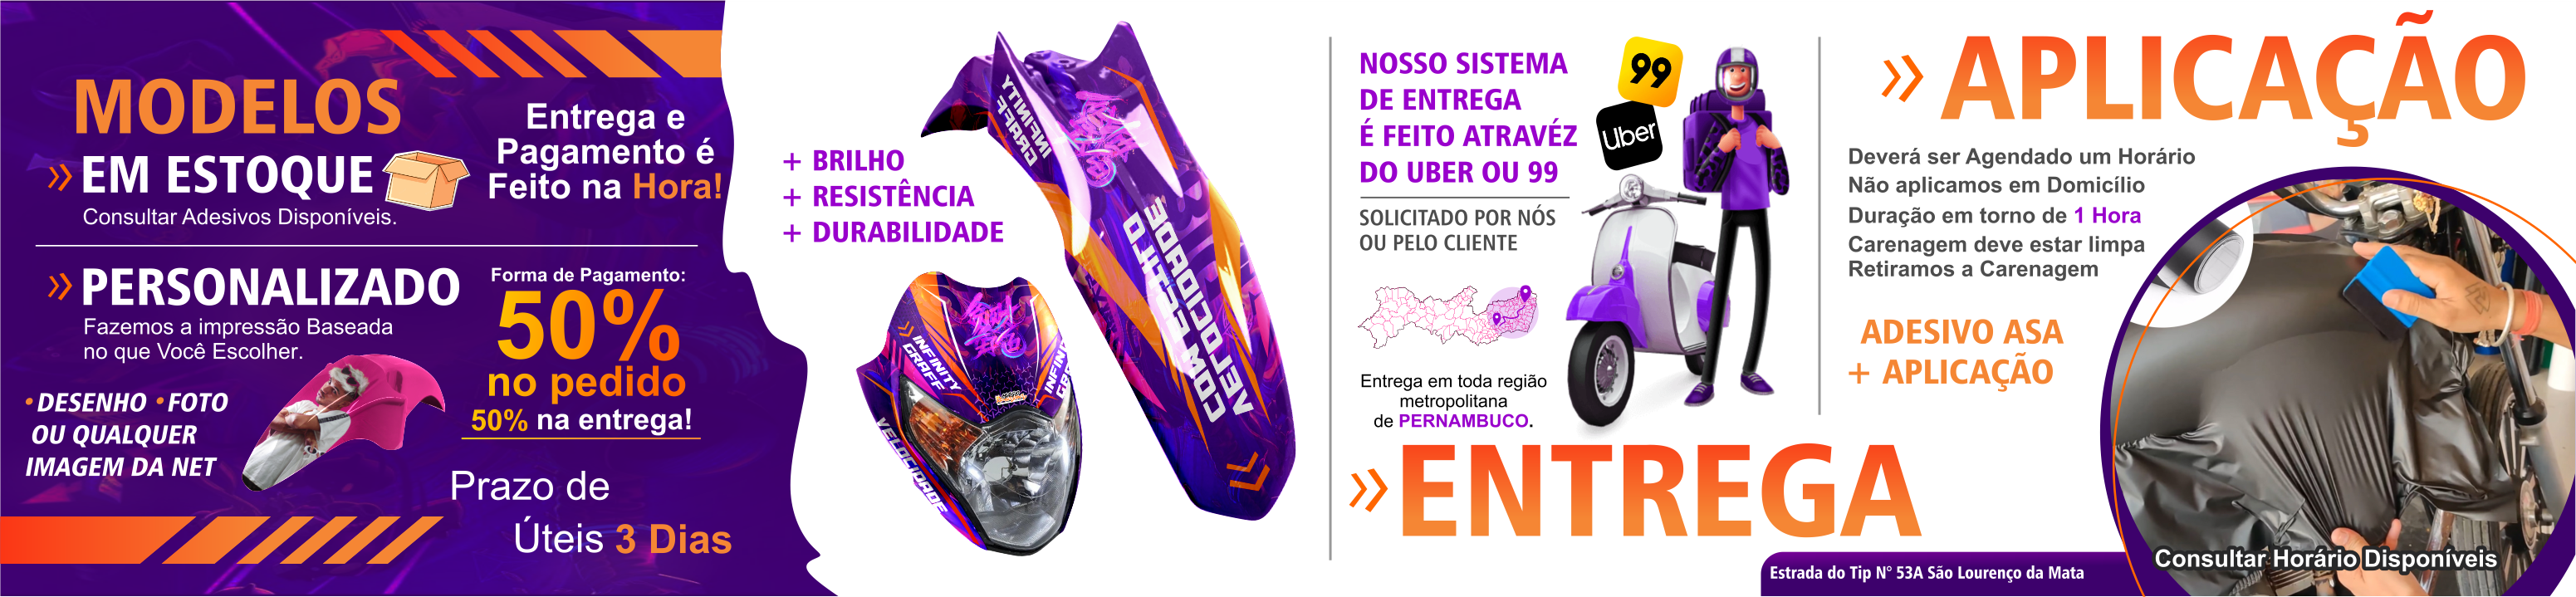 MODELOS
» EM ESTOQUE
Consultar Adesivos Disponíveis.
Entrega e
Pagamento é
Feito na Hora!
» PERSONALIZADO
Fazemos a impressão Baseada
no que Você Escolher.
• DESENHO • FOTO
OU QUALQUER
IMAGEM DA NET
Forma de Pagamento:
50%
no pedido
50% na entrega!
Prazo de
Úteis 3 Dias
+ BRILHO
+ RESISTÊNCIA
+ DURABILIDADE
INFINITY
GRAFF
COM FEITO
VELOCIDADE
INFINITY
GRAFF
VELOCIDADE
NOSSO SISTEMA
DE ENTREGA
É FEITO ATRAVÉZ
DO UBER OU 99
SOLICITADO POR NÓS
OU PELO CLIENTE
99
Uber
Entrega em toda região
metropolitana
de PERNAMBUCO.
» ENTREGA
» APLICAÇÃO
Deverá ser Agendado um Horário
Não aplicamos em Domicílio
Duração em torno de 1 Hora
Carenagem deve estar limpa
Retiramos a Carenagem
ADESIVO ASA
+ APLICAÇÃO
Consultar Horário Disponíveis
Estrada do Tip N° 53A São Lourenço da Mata